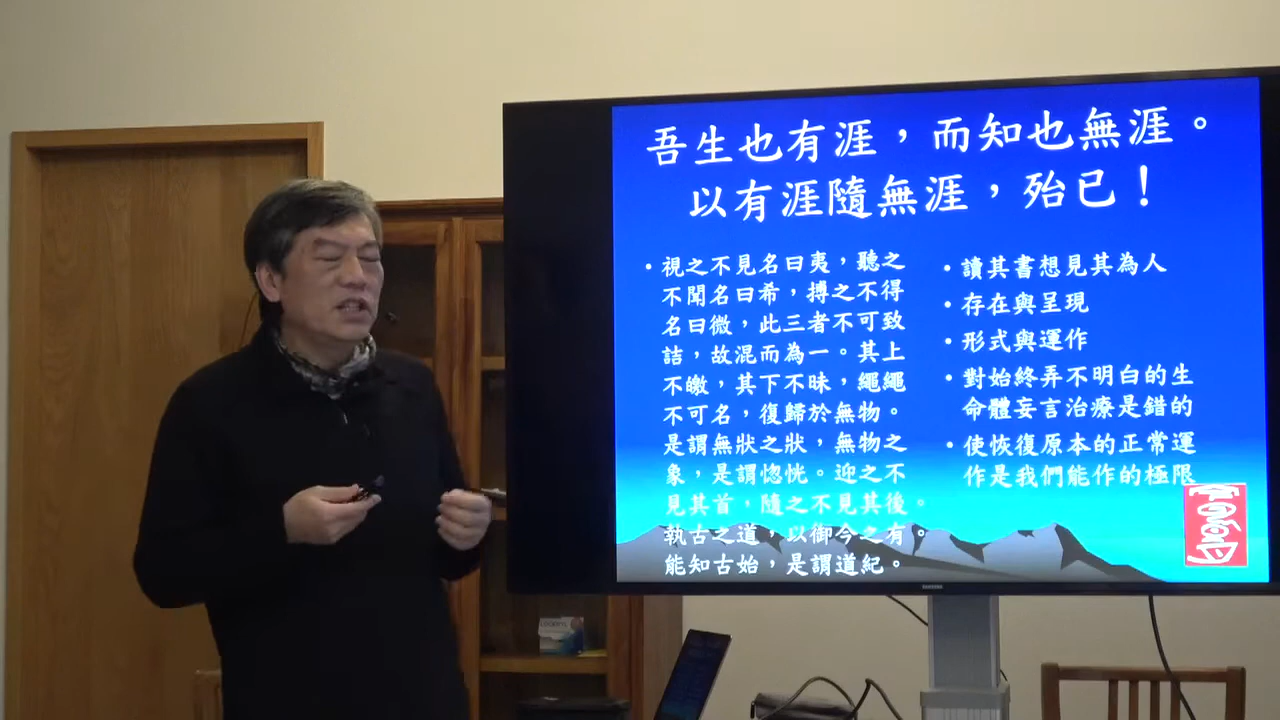 吾生也有涯，而知也無涯。
以有涯隨無涯，殆已！
·視之不見名曰夷，聽之
不聞名曰希，搏之不得
名曰微，此三者不可致
詰，故混而為一。其上
不皦，其下不昧，繩繩
不可名，復歸於無物。
是謂無狀之狀，無物之
象，是謂惚恍。迎之不
見其首，隨之不見其後。
執古之道，以御今之有。
能知古始，是謂道紀。
·讀其書想見其為人
·存在與呈現
·形式與運作
·對始終弄不明白的生
命體妄言治療是錯的
·使恢復原本的正常運
作是我們能作的極限
SAMSUNG